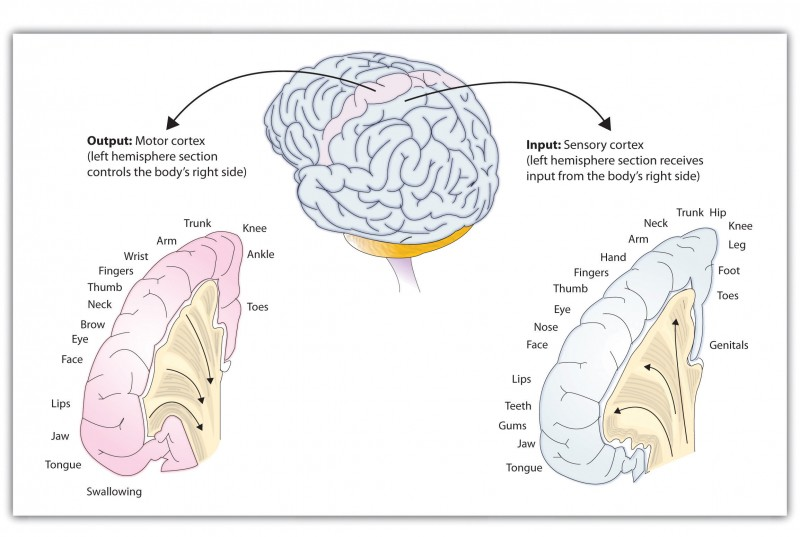 Output: Motor cortex
(left hemisphere section
controls the body’s right side)
Input: Sensory cortex
(left hemisphere section receives
input from the body’s right side)
Trunk
Knee
Arm
Ankle
Wrist
Fingers
Thumb
Neck
Toes
Brow
Eye
Face
Lips
Jaw
Tongue
Swallowing
Trunk Hip
Neck
Knee
Arm
Leg
Hand
Foot
Fingers
Thumb
Toes
Eye
Nose
Face
Genitals
Lips
Teeth
Gums
Jaw
Tongue